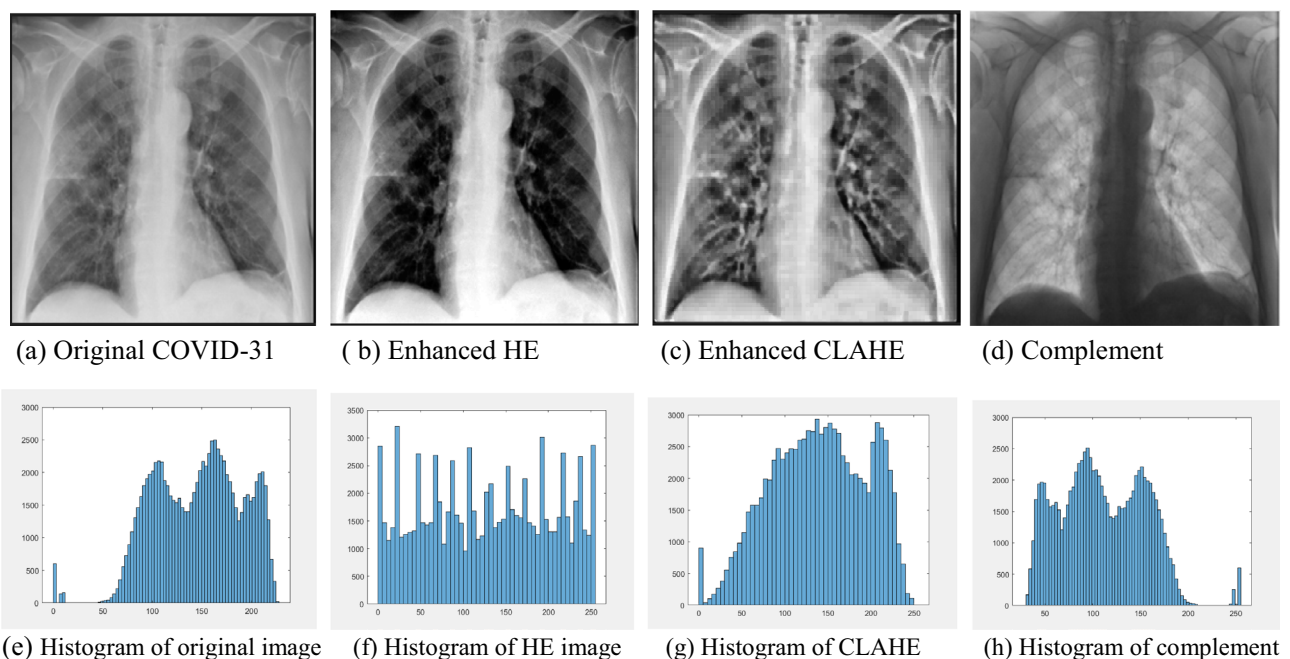 (a) Original COVID-31
( b) Enhanced HE
(c) Enhanced CLAHE
(d) Complement
3000
2500
2000
1500
1000
500
0
0 50 100 150 200 250
3500
3000
2500
2000
1500
1000
500
0
0 50 100 150 200 250
3000
2500
2000
1500
1000
500
0
0 50 100 150 200 250
3000
2500
2000
1500
1000
500
0
50 100 150 200 250
(e) Histogram of original image
(f) Histogram of HE image
(g) Histogram of CLAHE
(h) Histogram of complement